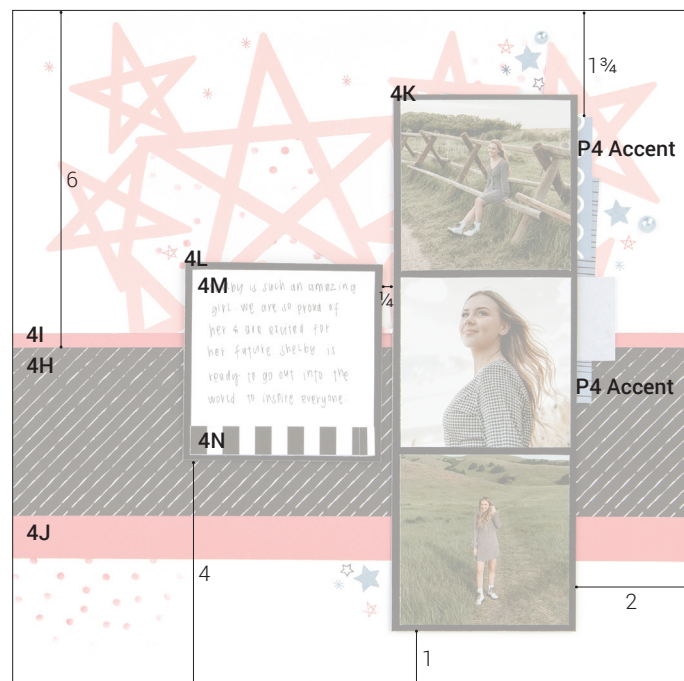 1¾
4K
P4 Accent
6
4L
4M
by is such an amazing
girl. we are so proud of
her & are excited for
her future. shelby is
ready to go out into the
world to inspire everyone.
¼
4I
4H
P4 Accent
4N
4J
4
2
1